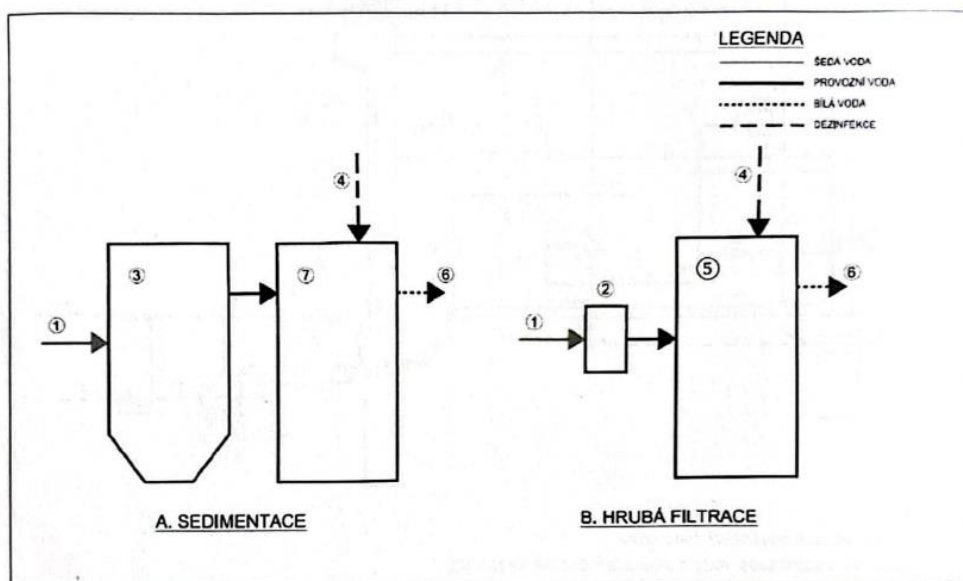 LEGENDA
ŠEDÁ VODA
PROVOZNÍ VODA
BÍLÁ VODA
DEZINFEKCE
④
③
⑦
⑥
①
A. SEDIMENTACE
④
⑤
⑥
②
①
B. HRUBÁ FILTRACE